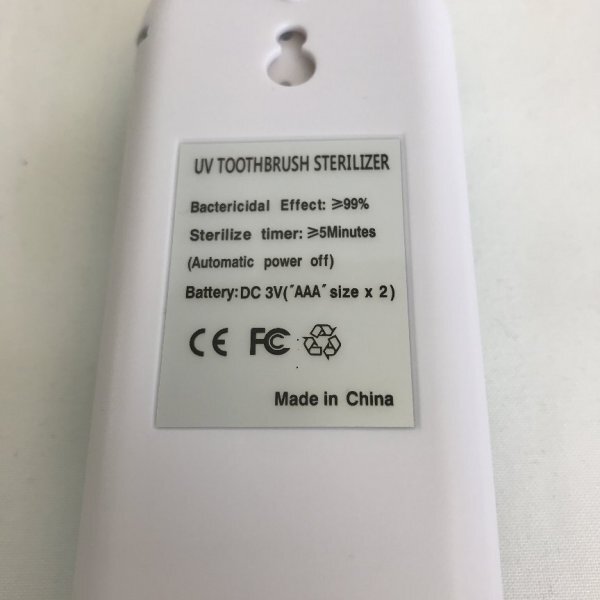 UV TOOTHBRUSH STERILIZER
Bactericidal Effect: ⩾99%
Sterilize timer: ⩾5Minutes
(Automatic power off)
Battery: DC 3V("AAA" size x 2)
CE FC
Made in China